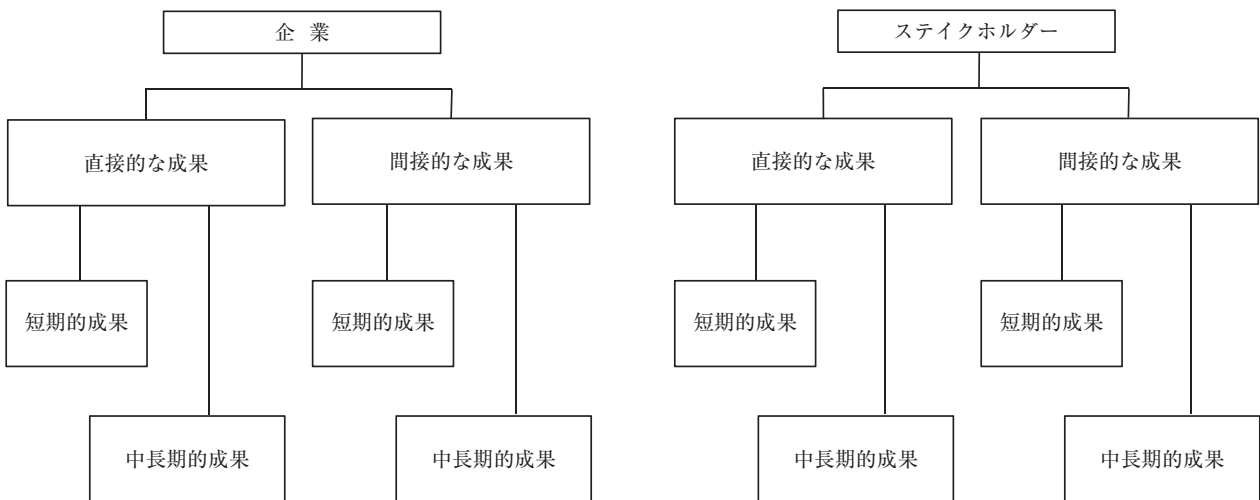 企 業
ステイクホルダー
直接的な成果
間接的な成果
直接的な成果
間接的な成果
短期的成果
短期的成果
短期的成果
短期的成果
中長期的成果
中長期的成果
中長期的成果
中長期的成果